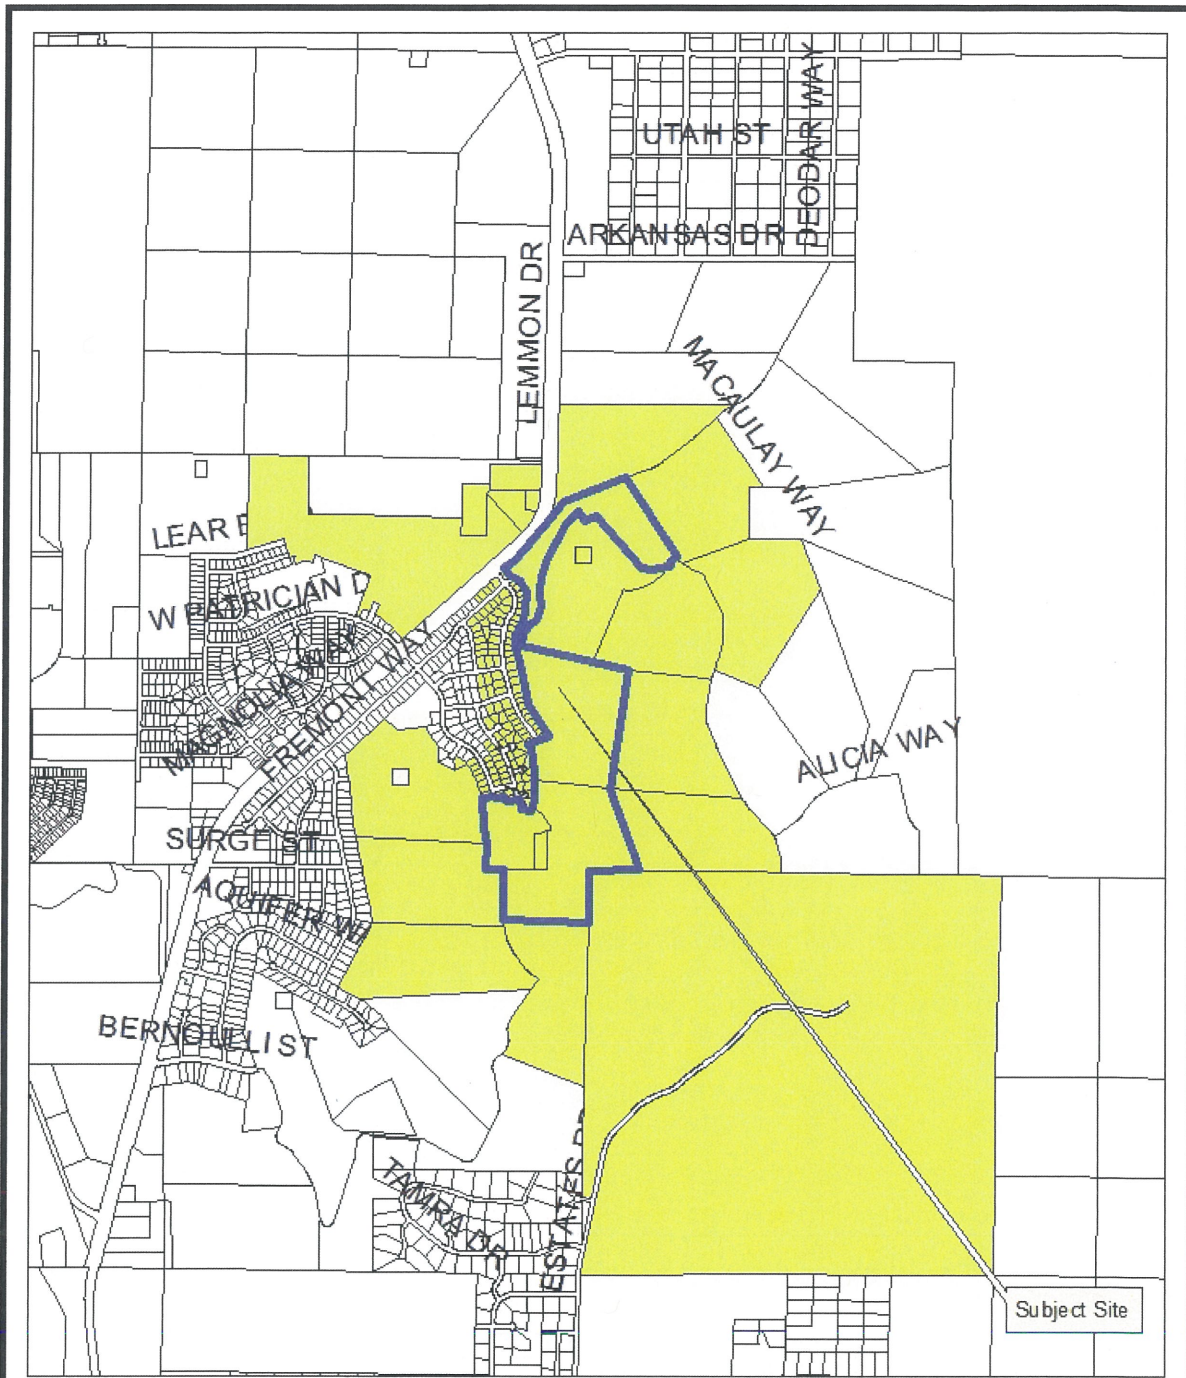 DEODAR WAY
UTAH ST
ARKANSAS DR
LEMMON DR
MACAULAY WAY
LEAR B
W PATRICIAN D
MAGNOLIA WAY
FREMONT WAY
ALICIA WAY
SURGE ST
AQUIFER W
BERNOULLI ST
TAMRA DR
ESTATES DR
Subject Site